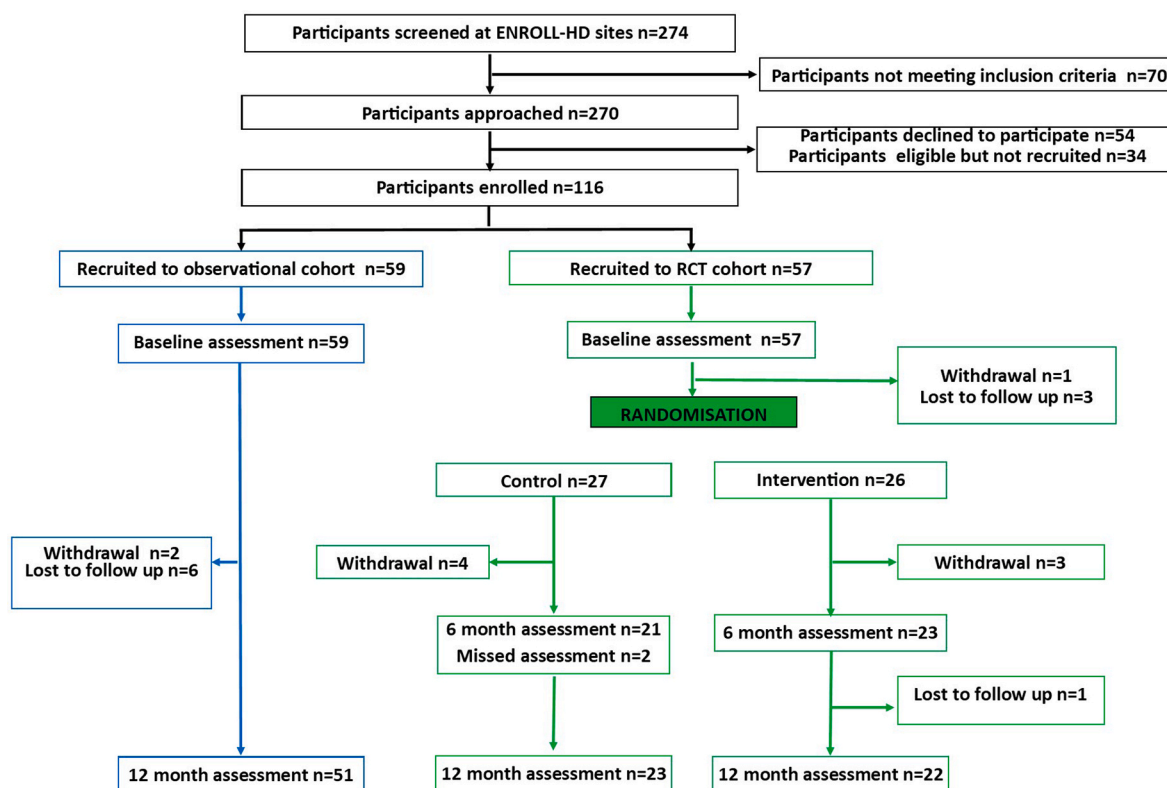 Participants screened at ENROLL-HD sites n=274
Participants not meeting inclusion criteria n=70
Participants approached n=270
Participants declined to participate n=54
Participants eligible but not recruited n=34
Participants enrolled n=116
Recruited to observational cohort n=59
Recruited to RCT cohort n=57
Baseline assessment n=59
Baseline assessment n=57
Withdrawal n=1
Lost to follow up n=3
RANDOMISATION
Control n=27
Intervention n=26
Withdrawal n=2
Lost to follow up n=6
Withdrawal n=4
Withdrawal n=3
6 month assessment n=21
Missed assessment n=2
6 month assessment n=23
Lost to follow up n=1
12 month assessment n=51
12 month assessment n=23
12 month assessment n=22